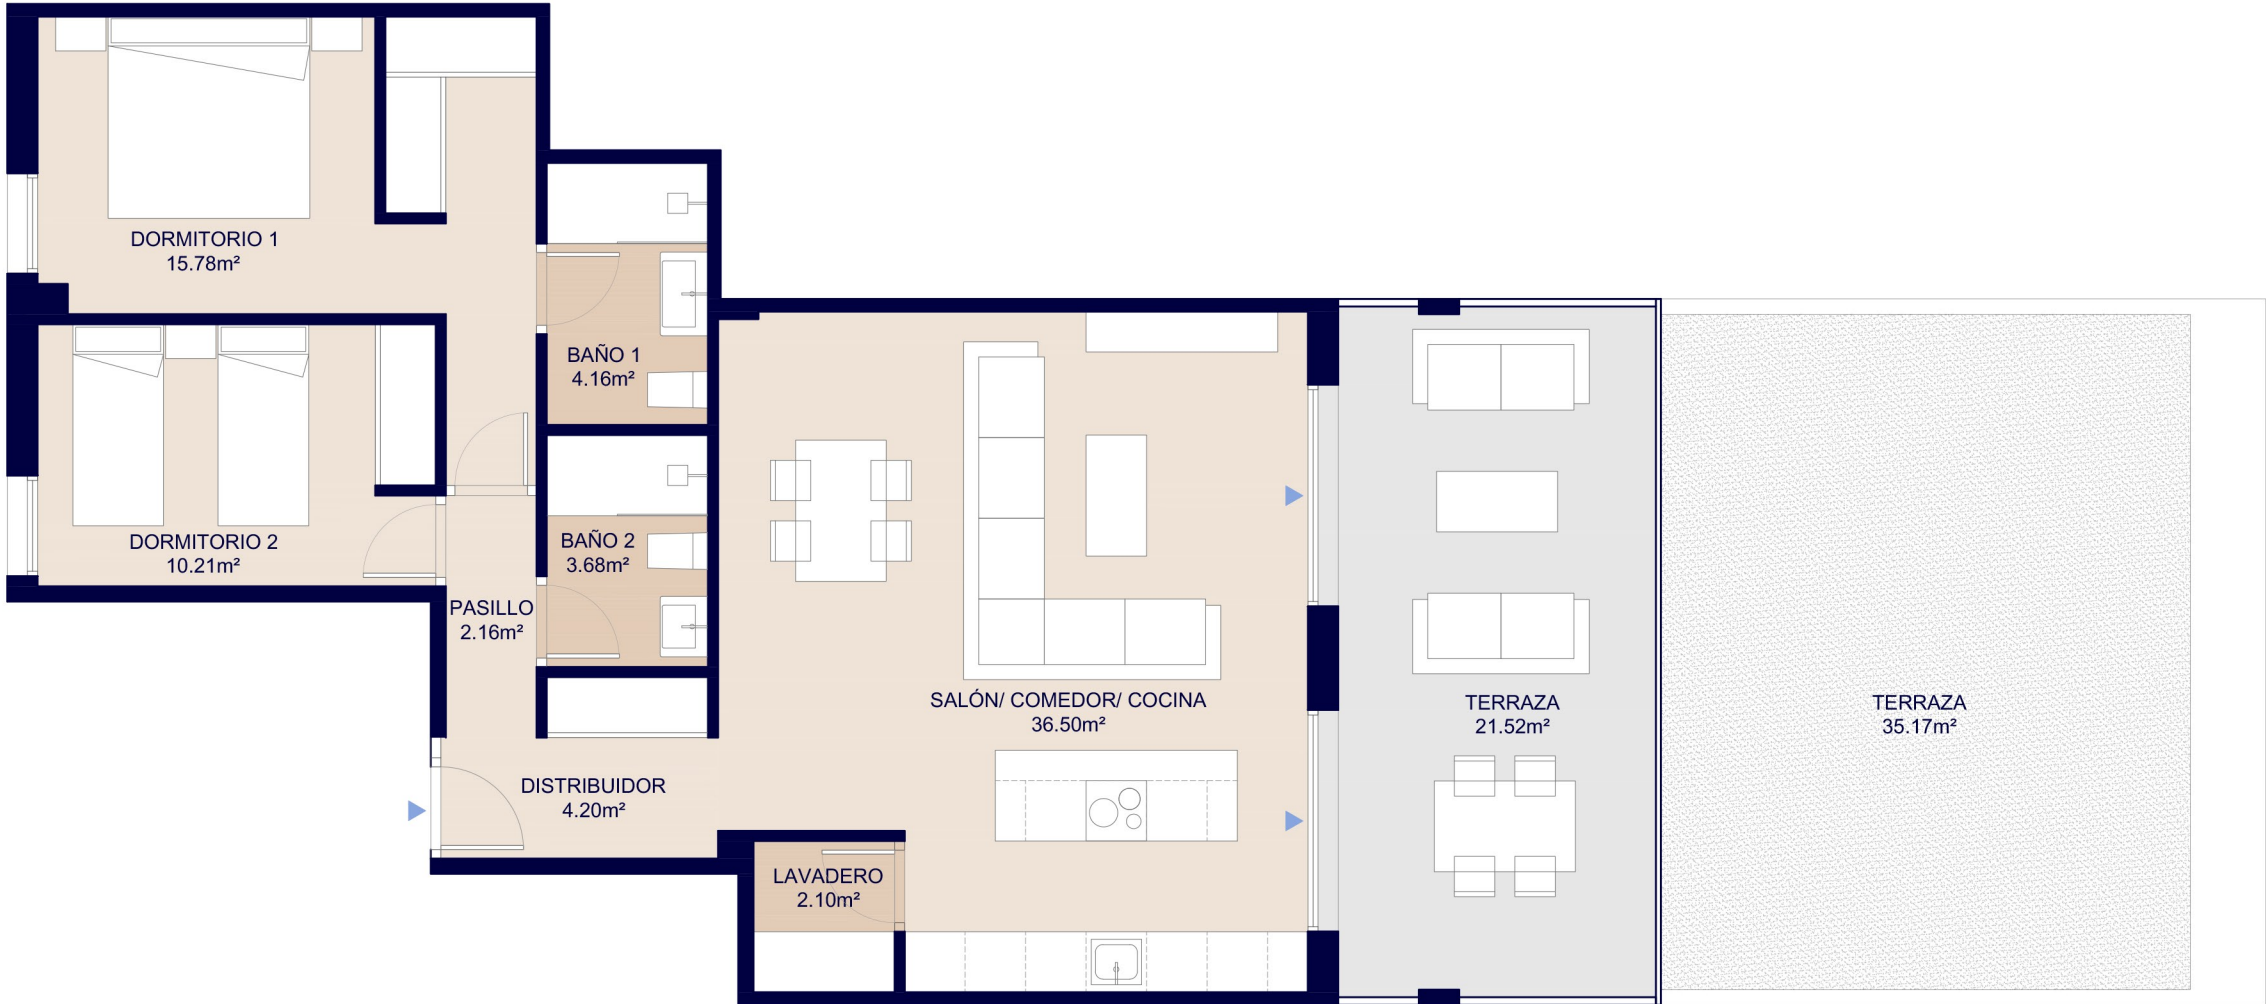 DORMITORIO 1
15.78m²
BAÑO 1
4.16m²
DORMITORIO 2
10.21m²
BAÑO 2
3.68m²
PASILLO
2.16m²
SALÓN/ COMEDOR/ COCINA
36.50m²
TERRAZA
21.52m²
TERRAZA
35.17m²
DISTRIBUIDOR
4.20m²
LAVADERO
2.10m²